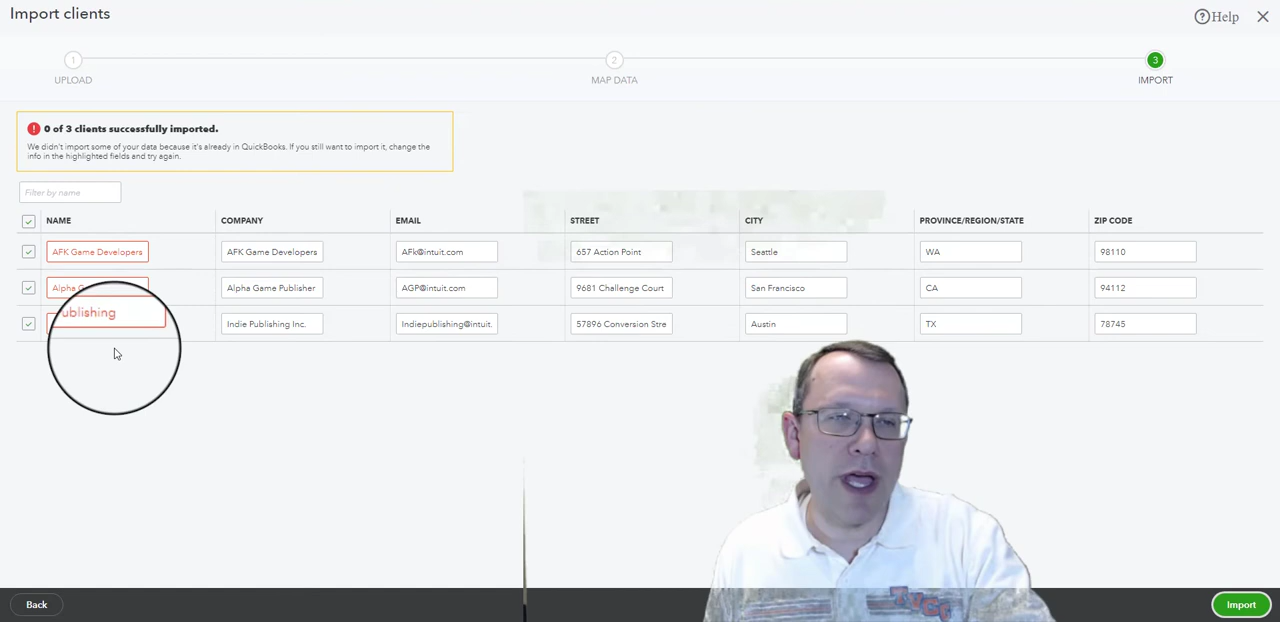 Import clients
Help
1
2
3
UPLOAD
MAP DATA
IMPORT
0 of 3 clients successfully imported.
We didn't import some of your data because it's already in QuickBooks. If you still want to import it, change the
info in the highlighted fields and try again.
Filter by name
NAME COMPANY EMAIL STREET CITY PROVINCE/REGION/STATE ZIP CODE
AFK Game Developers AFK Game Developers AFk@intuit.com 657 Action Point Seattle WA 98110
Alpha G Alpha Game Publisher AGP@intuit.com 9681 Challenge Court San Francisco CA 94112
ublishing
Indie Publishing Inc. Indiepublishing@intuit. 57896 Conversion Stre Austin TX 78745
Back
Import